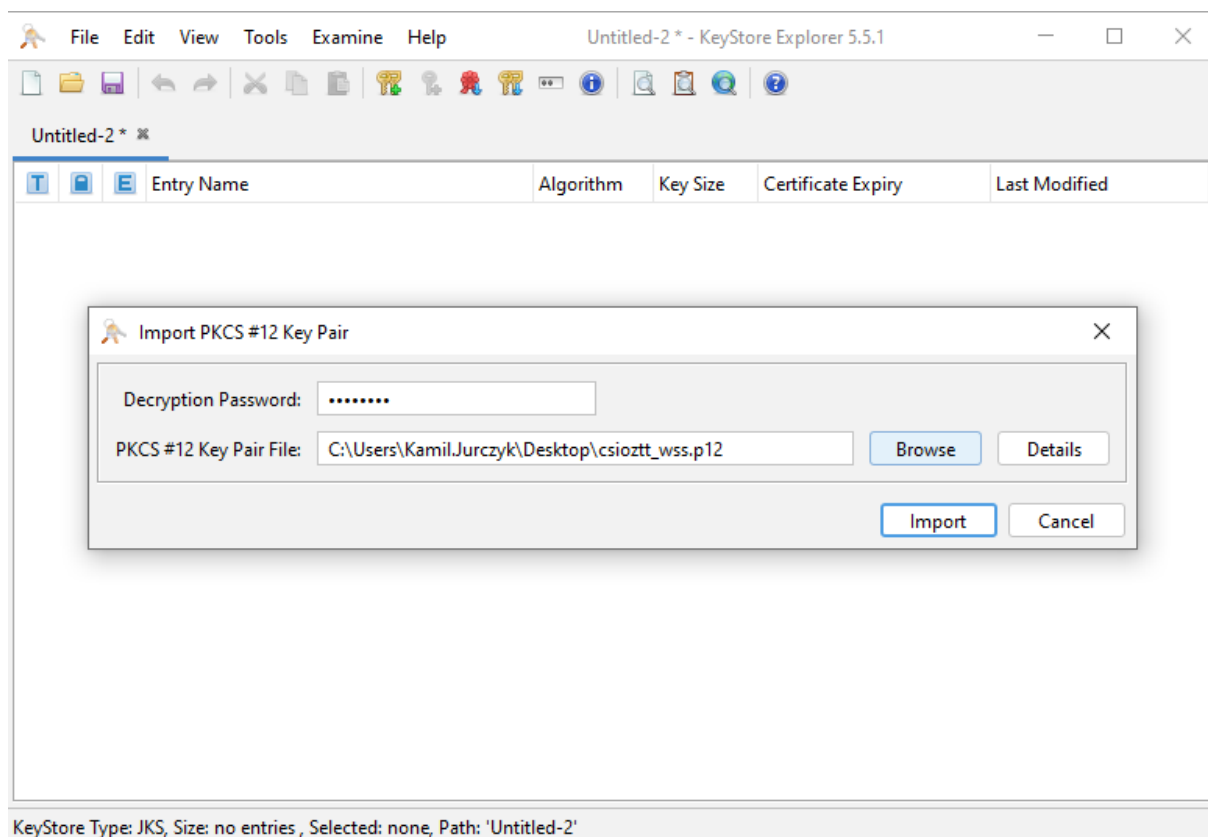 File Edit View Tools Examine Help Untitled-2 * - KeyStore Explorer 5.5.1
Untitled-2 *
T E Entry Name Algorithm Key Size Certificate Expiry Last Modified
Import PKCS #12 Key Pair
Decryption Password: ••••••••
PKCS #12 Key Pair File: C:\Users\Kamil.Jurczyk\Desktop\csioztt_wss.p12 Browse Details
Import Cancel
KeyStore Type: JKS, Size: no entries , Selected: none, Path: 'Untitled-2'